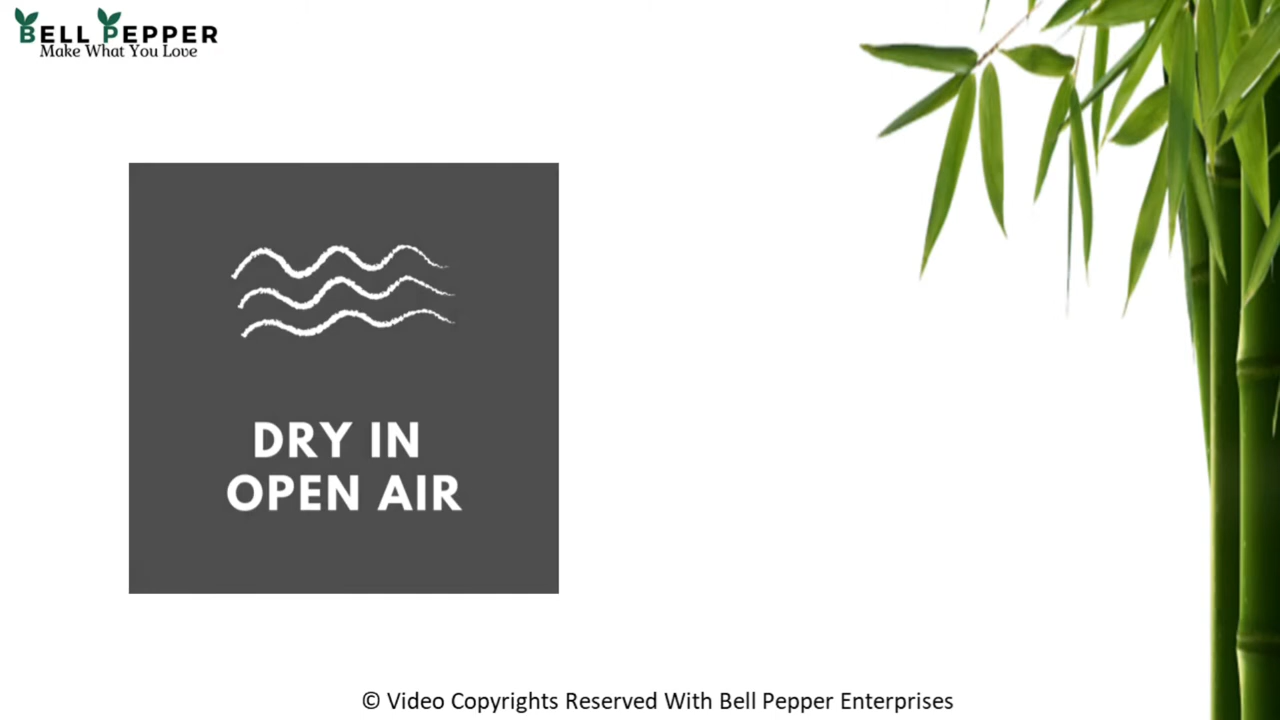 BELL PEPPER
Make What You Love
DRY IN
OPEN AIR
© Video Copyrights Reserved With Bell Pepper Enterprises